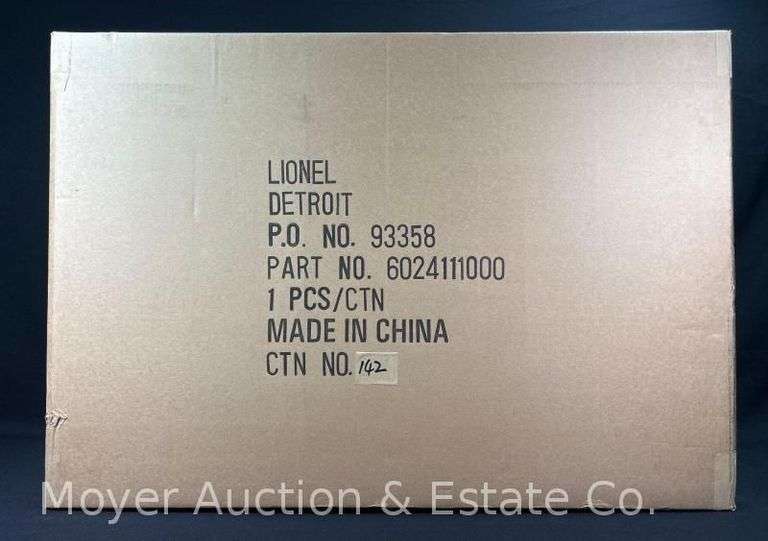 LIONEL
DETROIT
P.O. NO. 93358
PART NO. 6024111000
1 PCS/CTN
MADE IN CHINA
CTN NO. 142
Moyer Auction & Estate Co.